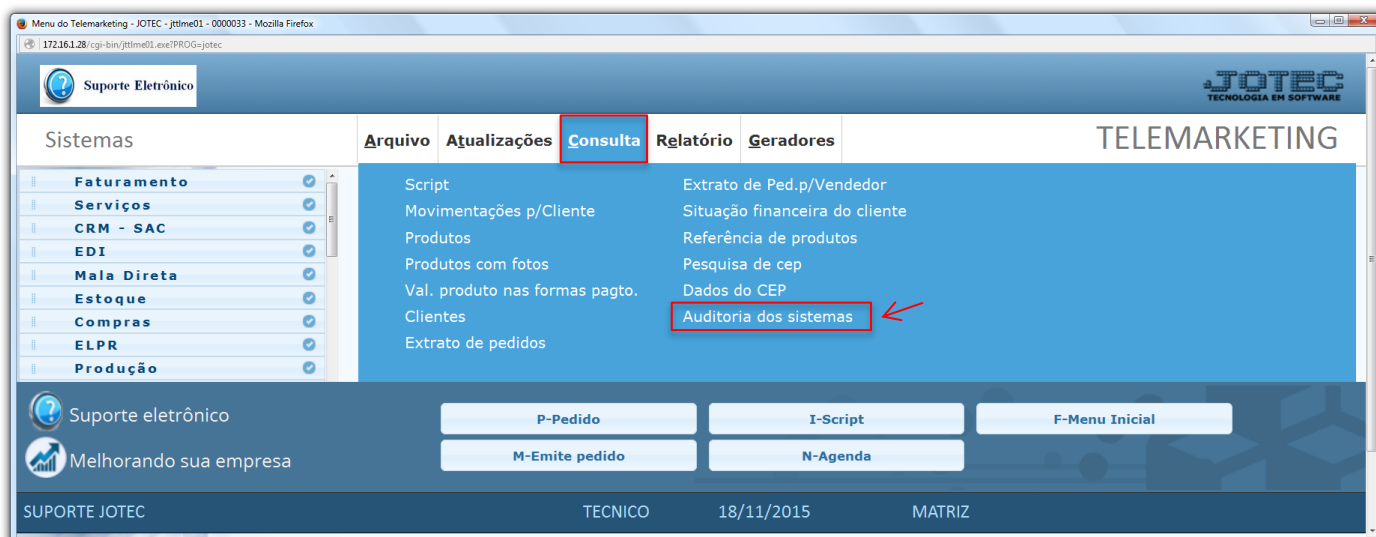 Menu do Telemarketing - JOTEC - jttlme01 - 0000033 - Mozilla Firefox
172.16.1.28/cgi-bin/jttlme01.exe?PROG=jotec
Suporte Eletrônico
JOTEC
TECNOLOGIA EM SOFTWARE
Sistemas
Arquivo Atualizações Consulta Relatório Geradores
TELEMARKETING
Faturamento
Serviços
CRM - SAC
EDI
Mala Direta
Estoque
Compras
ELPR
Produção
Script
Movimentações p/Cliente
Produtos
Produtos com fotos
Val. produto nas formas pagto.
Clientes
Extrato de pedidos
Extrato de Ped.p/Vendedor
Situação financeira do cliente
Referência de produtos
Pesquisa de cep
Dados do CEP
Auditoria dos sistemas
Suporte eletrônico
Melhorando sua empresa
P-Pedido I-Script F-Menu Inicial
M-Emite pedido N-Agenda
SUPORTE JOTEC TECNICO 18/11/2015 MATRIZ